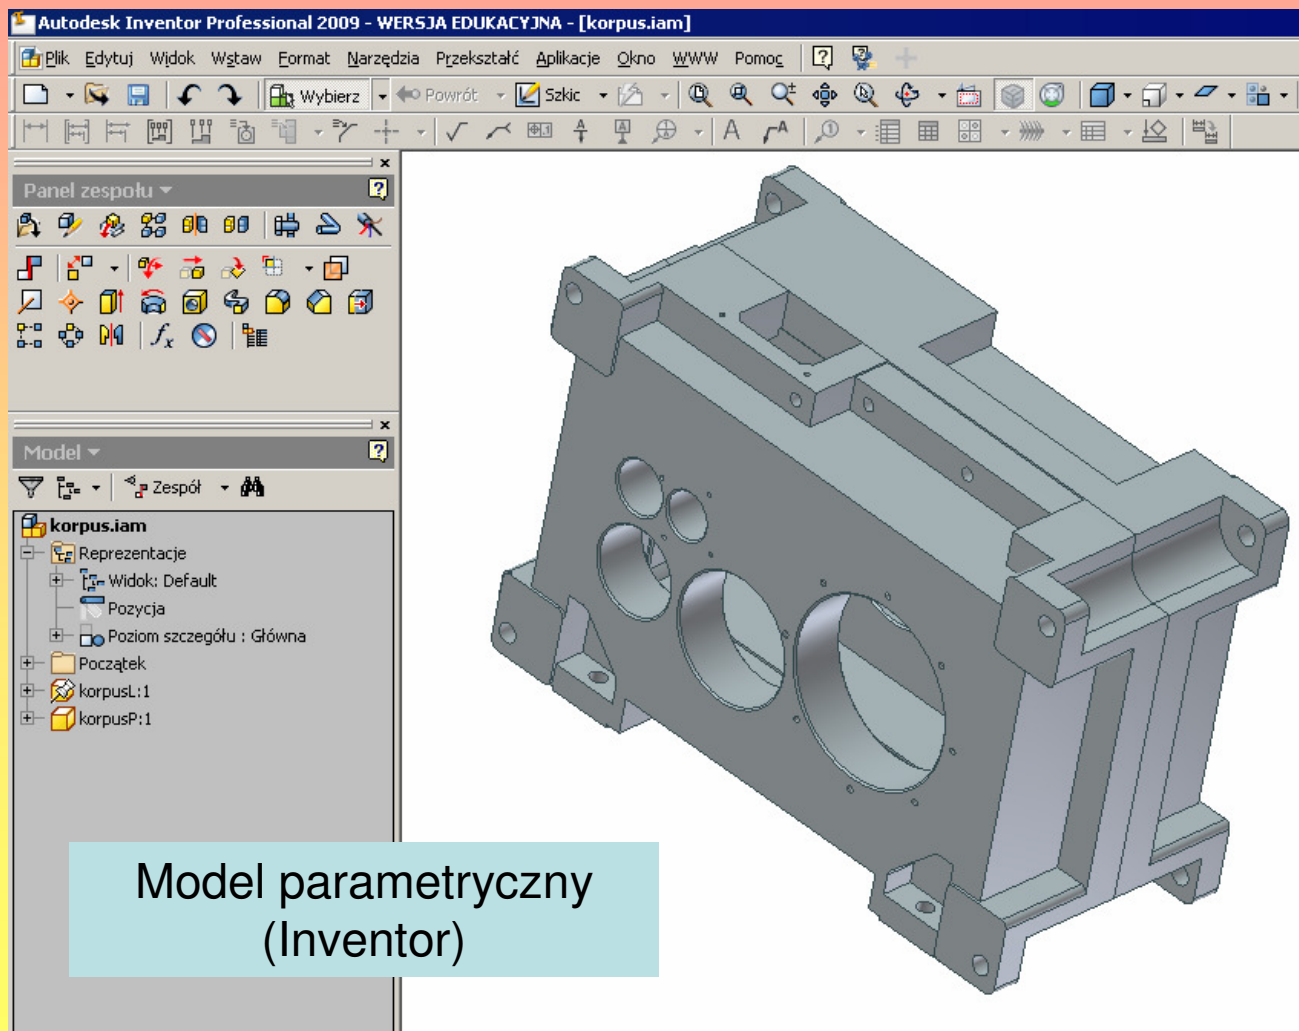 Autodesk Inventor Professional 2009 - WERSJA EDUKACYJNA - [korpus.iam]
Plik Edytuj Widok Wstaw Format Narzędzia Przekształć Aplikacje Okno WWW Pomoc
Wybierz Powrót Szkic
Panel zespołu
Model
Zespół
korpus.iam
Reprezentacje
Widok: Default
Pozycja
Poziom szczegółu : Główna
Początek
korpusL:1
korpusP:1
Model parametryczny
(Inventor)